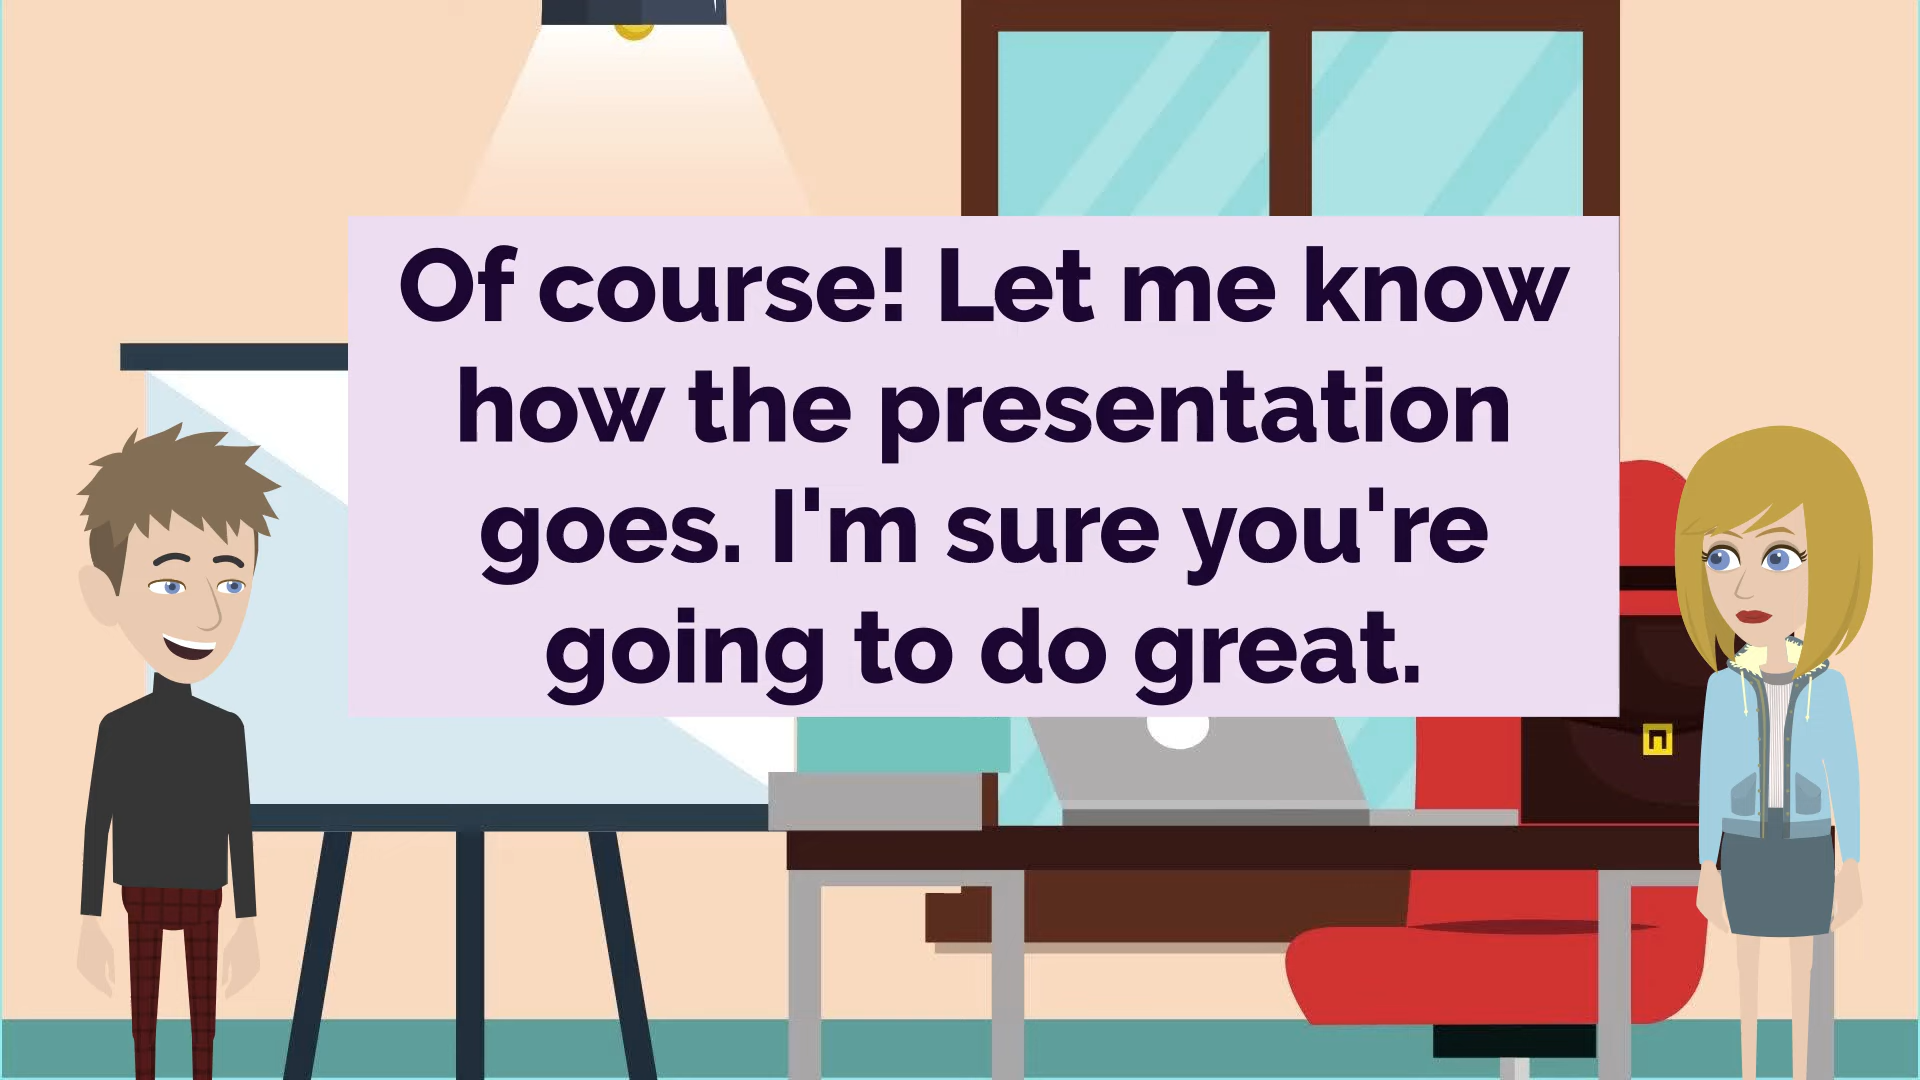 Of course! Let me know
how the presentation
goes. I'm sure you're
going to do great.